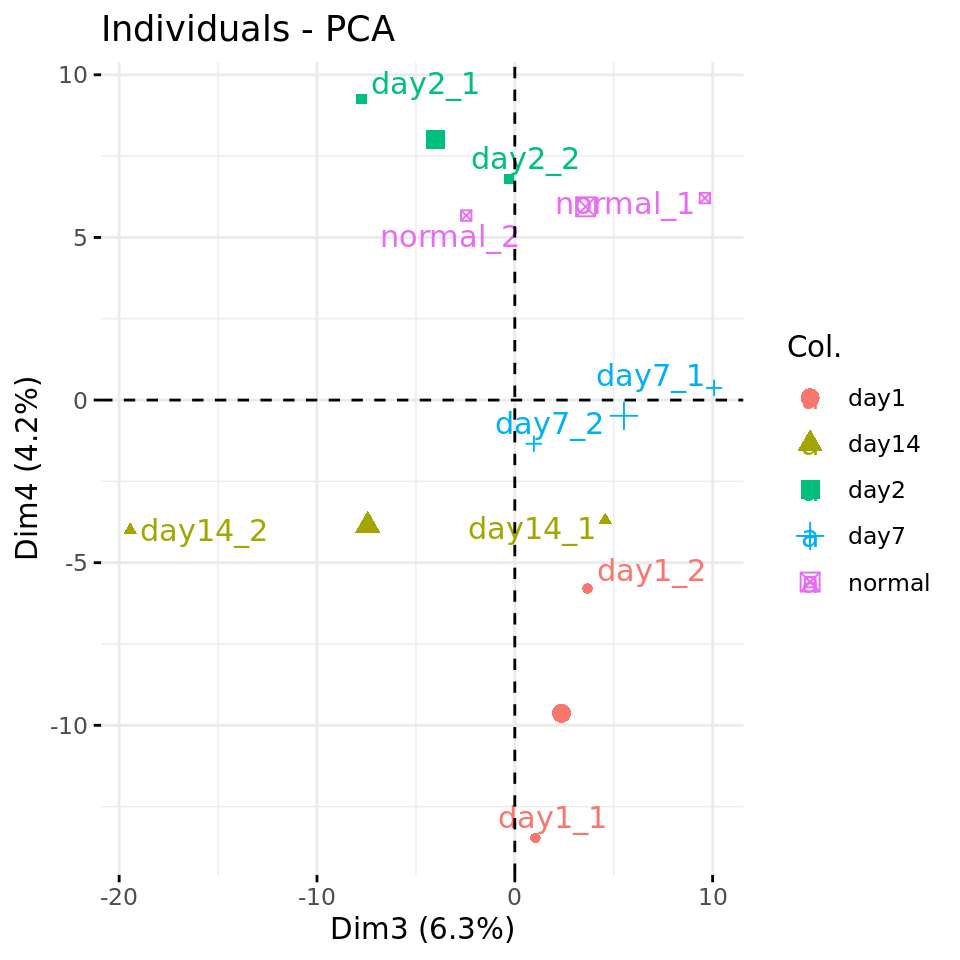 Individuals - PCA
10
5
0
-5
-10
Dim4 (4.2%)
day2_1
day2_2
normal_1
normal_2
day7_1
day7_2
day14_2
day14_1
day1_2
day1_1
-20
-10
0
10
Dim3 (6.3%)
Col.
a day1
a day14
a day2
a day7
a normal